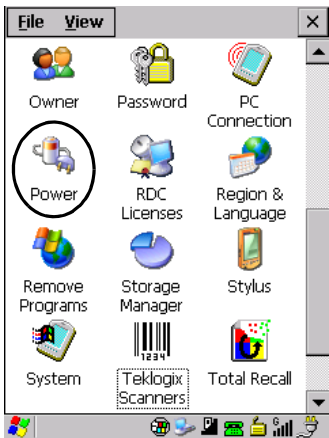 File View
Owner Password PC Connection
Power RDC Licenses Region & Language
Remove Programs Storage Manager Stylus
1234
System Teklogix Scanners Total Recall